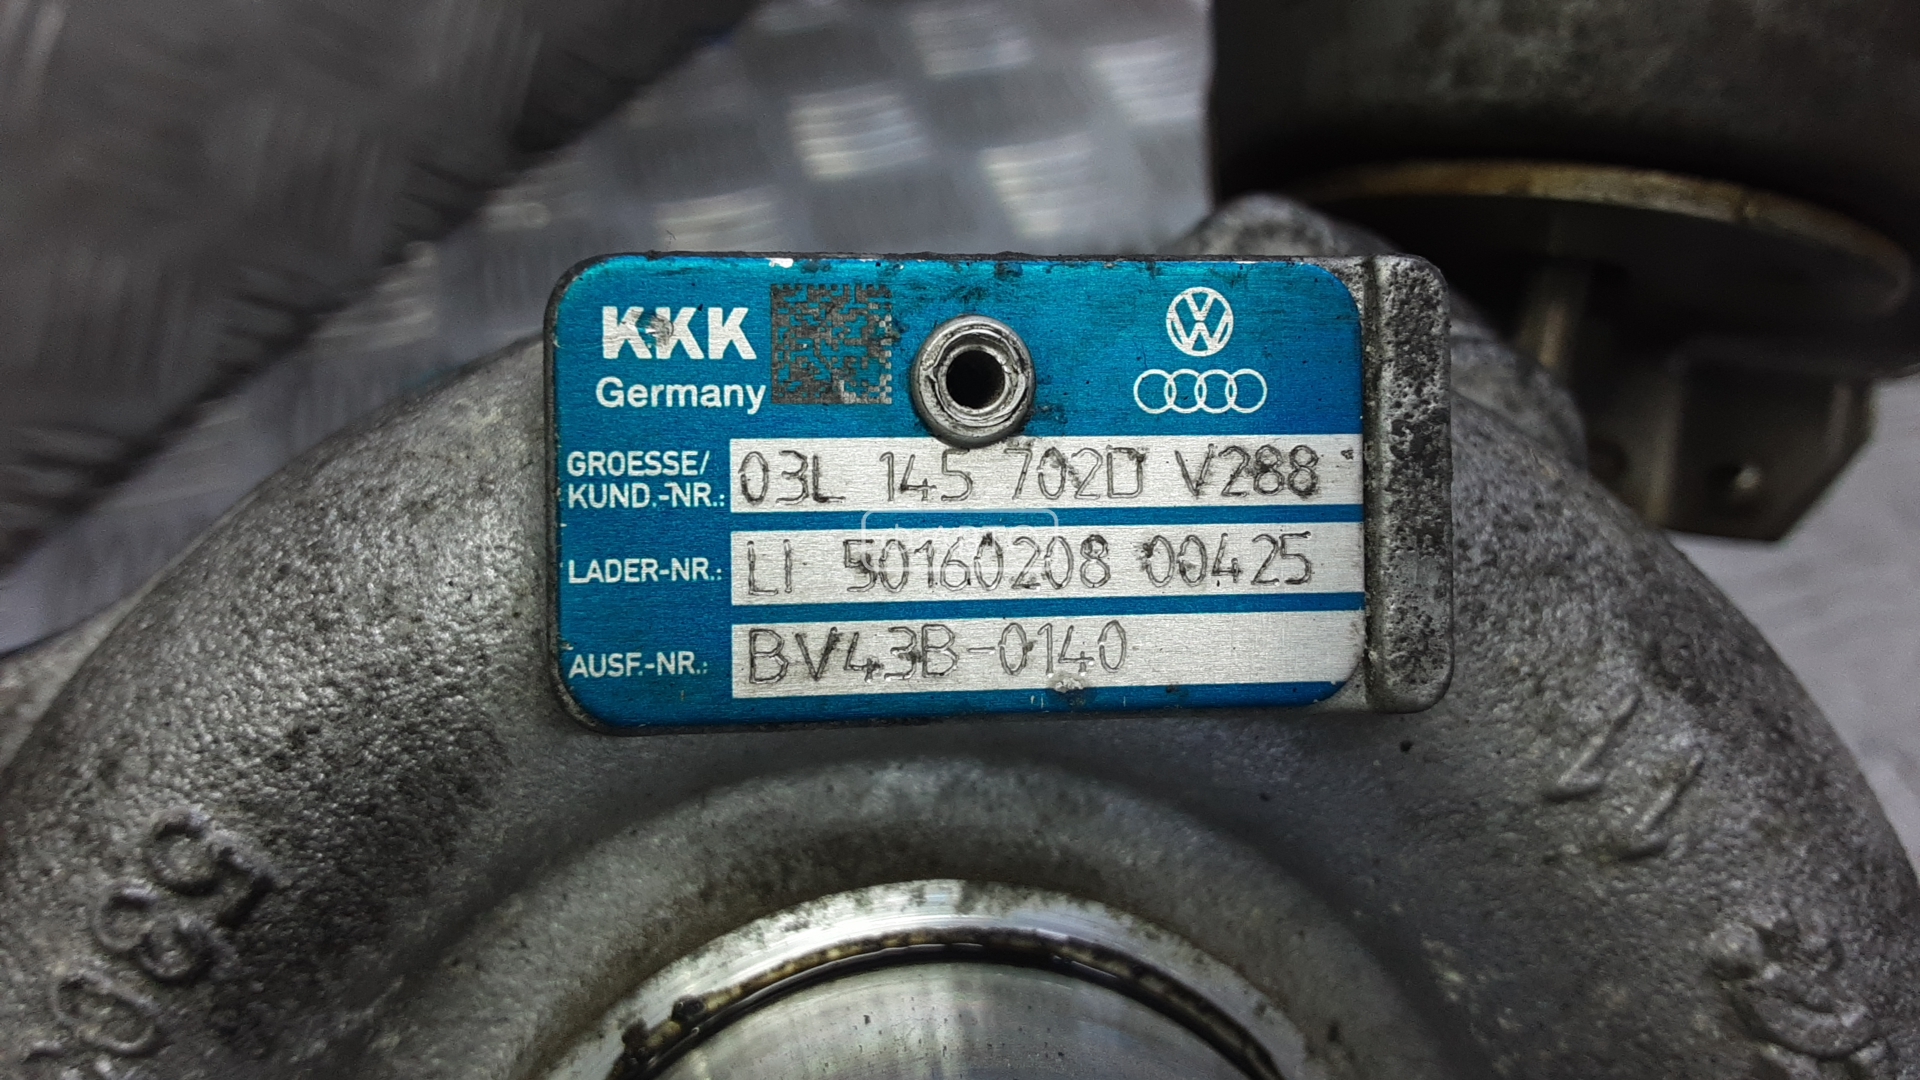 KKK
Germany
GROESSE/
KUND.-NR.: 03L 145 702D V288
LADER-NR.: LI 50160208 00425
AUSF.-NR.: BV43B-0140